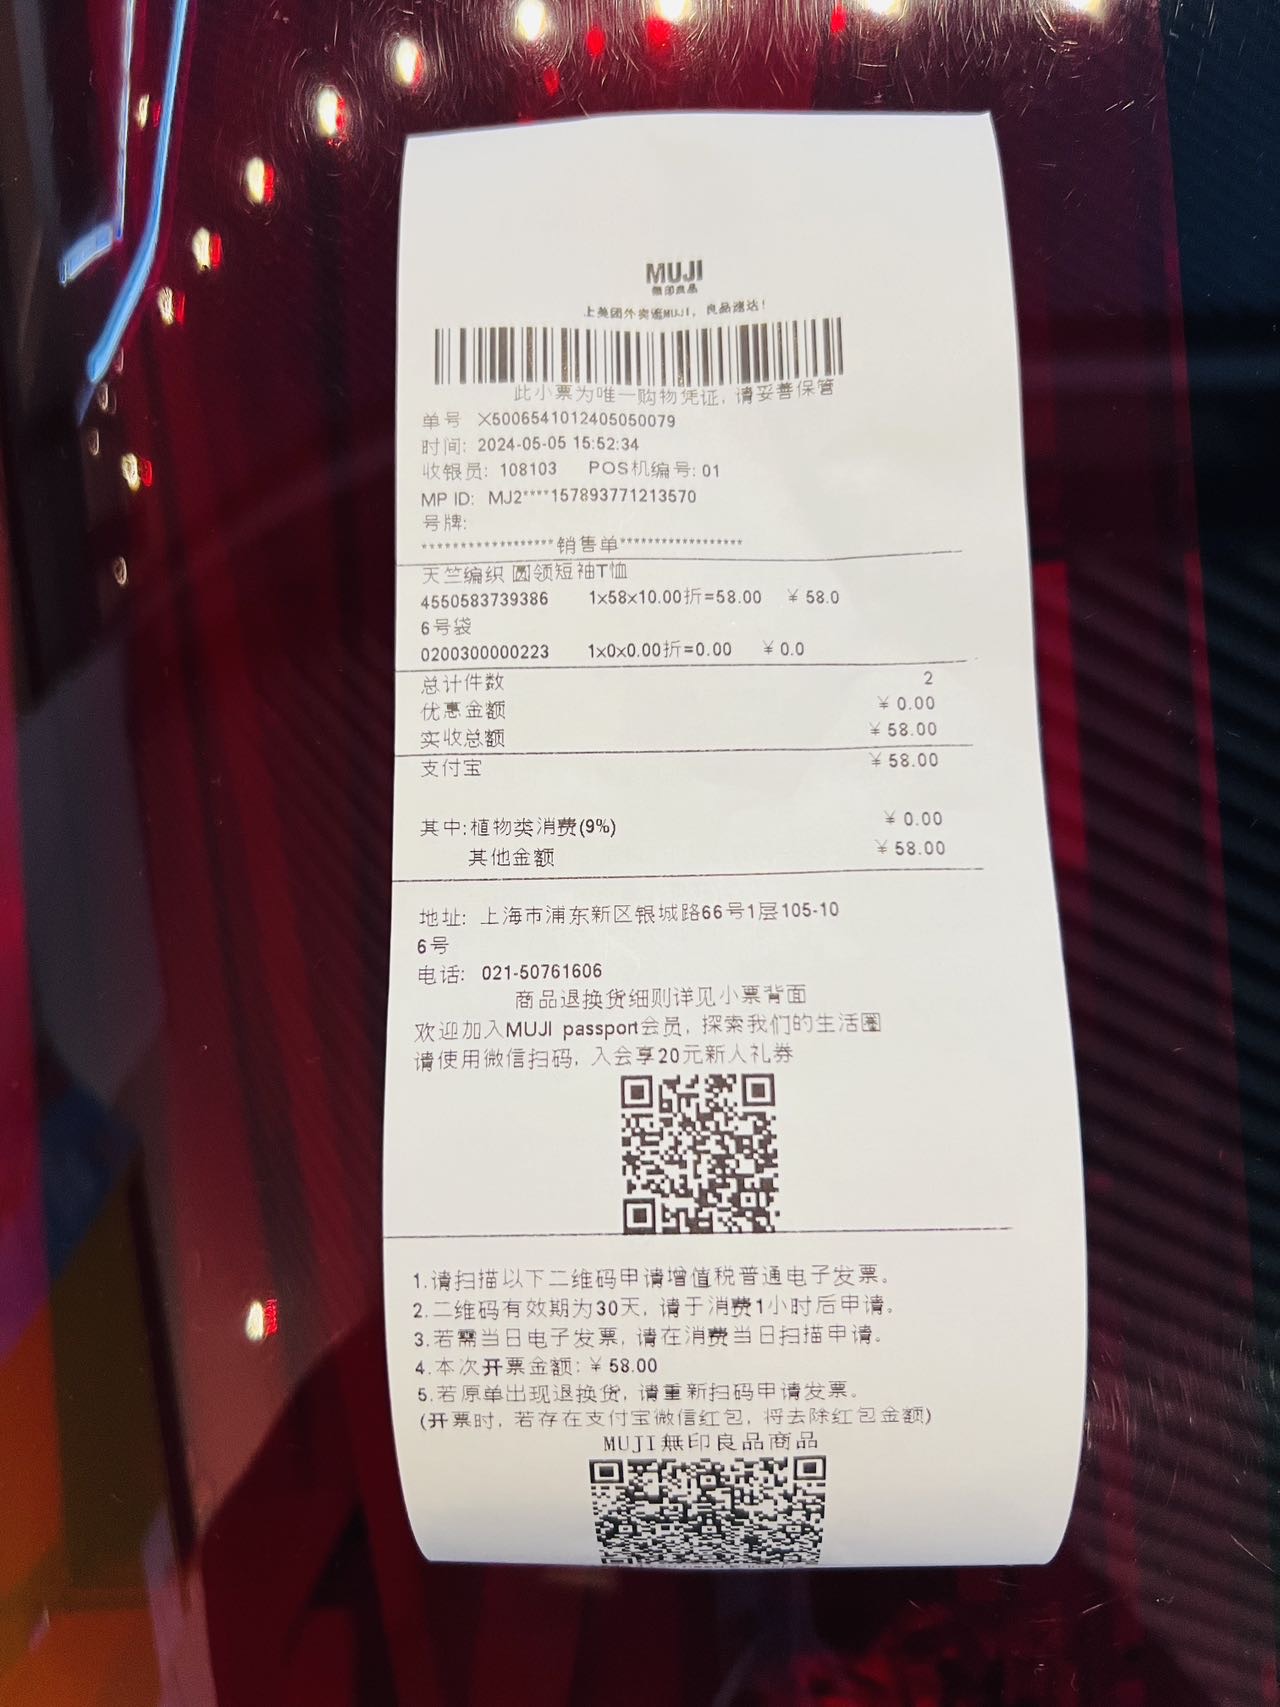 MUJI
無印良品
上美团外卖逛MUJI，良品速达！
此小票为唯一购物凭证，请妥善保管
单号 X5006541012405050079
时间: 2024-05-05 15:52:34
收银员: 108103 POS机编号: 01
MP ID: MJ2****157893771213570
号牌:
******************销售单*****************
天竺编织 圆领短袖T恤
4550583739386 1x58x10.00折=58.00 ￥58.0
6号袋
0200300000223 1x0x0.00折=0.00 ￥0.0
总计件数 2
优惠金额 ￥0.00
实收总额 ￥58.00
支付宝 ￥58.00
其中:植物类消费(9%) ￥0.00
其他金额 ￥58.00
地址: 上海市浦东新区银城路66号1层105-10
6号
电话: 021-50761606
商品退换货细则详见小票背面
欢迎加入MUJI passport会员，探索我们的生活圈
请使用微信扫码，入会享20元新人礼券
1.请扫描以下二维码申请增值税普通电子发票。
2.二维码有效期为30天，请于消费1小时后申请。
3.若需当日电子发票，请在消费当日扫描申请。
4.本次开票金额:￥58.00
5.若原单出现退换货，请重新扫码申请发票。
(开票时，若存在支付宝微信红包，将去除红包金额)
MUJI無印良品商品